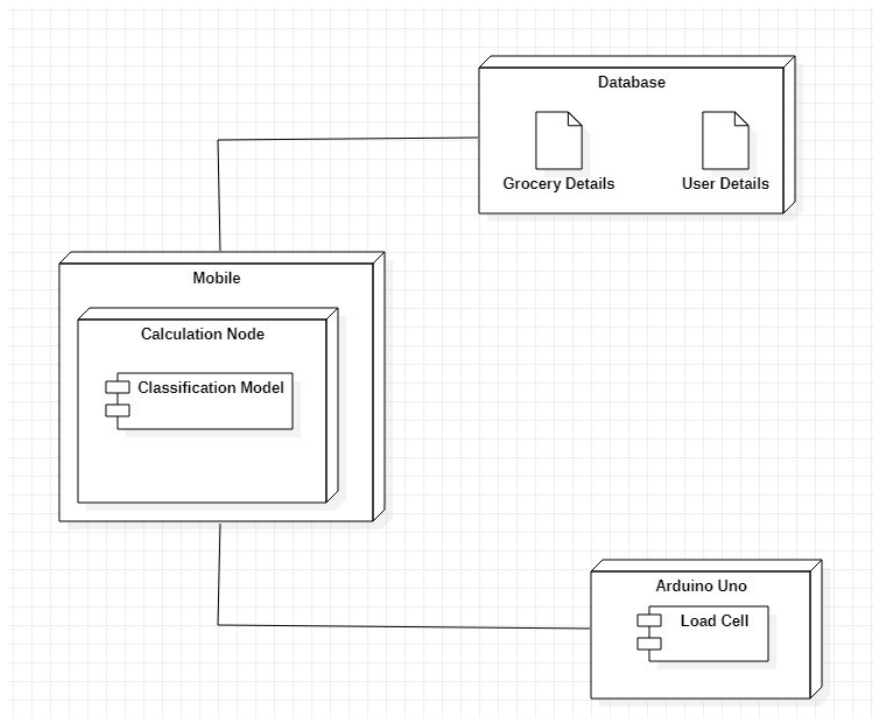 Database
Grocery Details
User Details
Mobile
Calculation Node
Classification Model
Arduino Uno
Load Cell